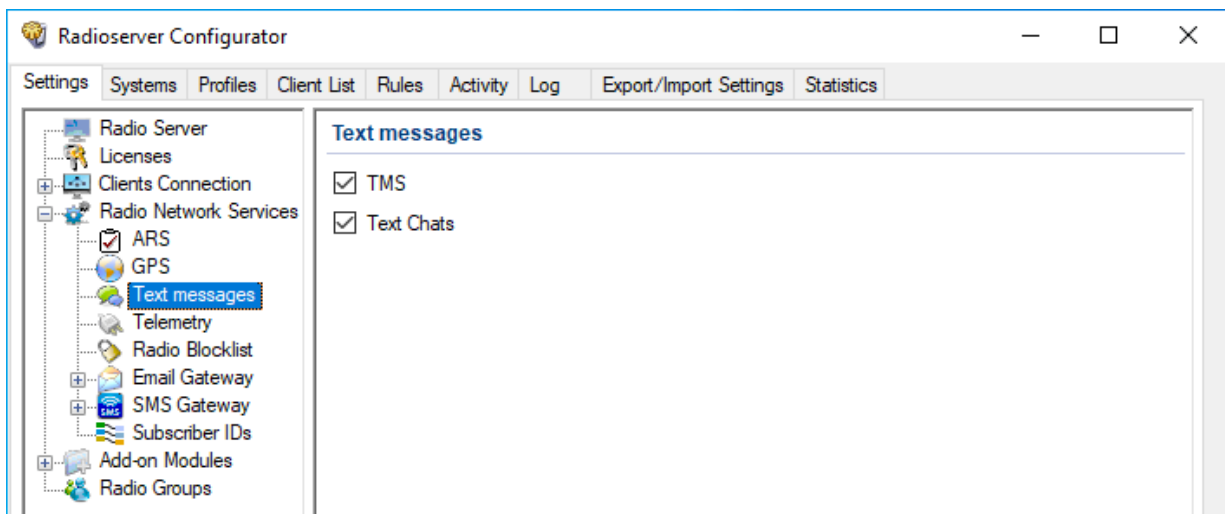 Radioserver Configurator
Settings Systems Profiles Client List Rules Activity Log Export/Import Settings Statistics
Radio Server
Licenses
Clients Connection
Radio Network Services
ARS
GPS
Text messages
Telemetry
Radio Blocklist
Email Gateway
SMS
SMS Gateway
Subscriber IDs
Add-on Modules
Radio Groups
Text messages
TMS
Text Chats